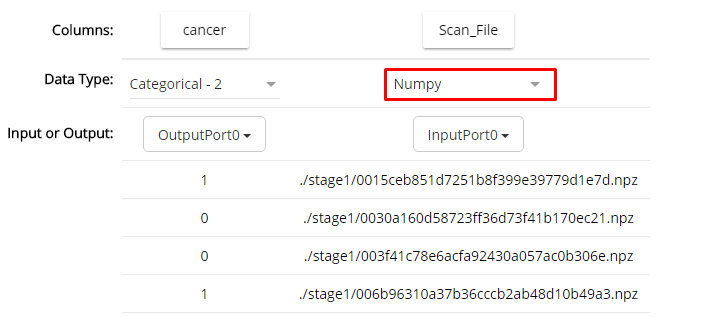 Columns: cancer Scan_File
Data Type: Categorical - 2 Numpy
Input or Output: OutputPort0 InputPort0
1 ./stage1/0015ceb851d7251b8f399e39779d1e7d.npz
0 ./stage1/0030a160d58723ff36d73f41b170ec21.npz
0 ./stage1/003f41c78e6acfa92430a057ac0b306e.npz
1 ./stage1/006b96310a37b36cccb2ab48d10b49a3.npz